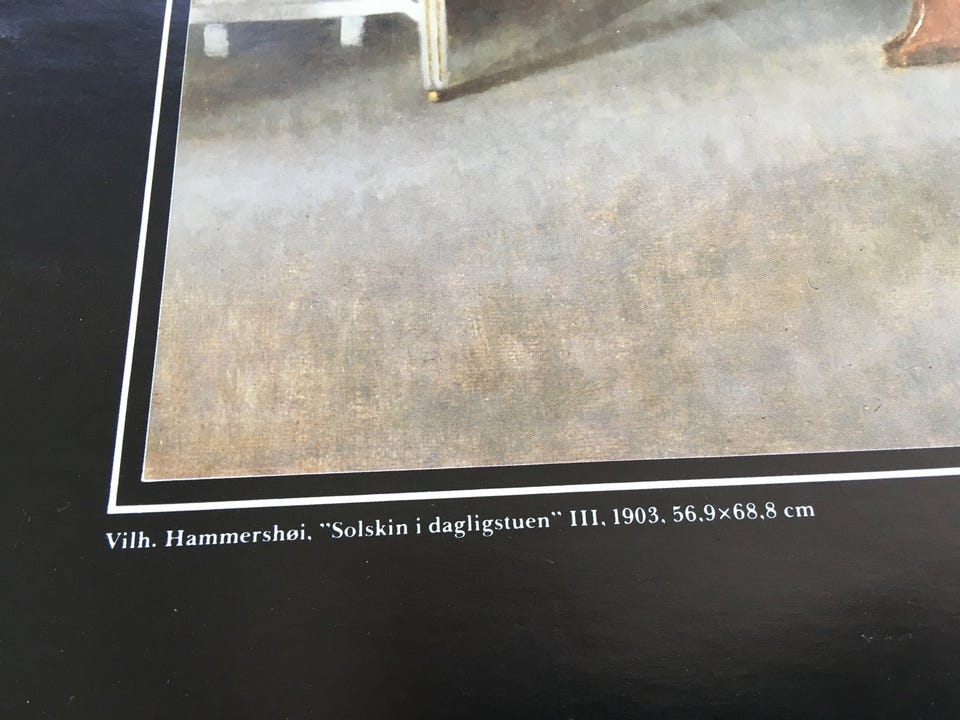 Vilh. Hammershøi, ”Solskin i dagligstuen” III, 1903, 56,9×68,8 cm